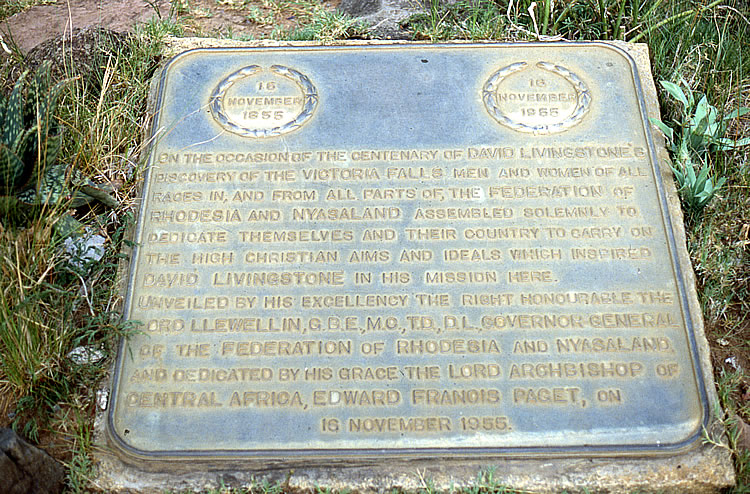 16
NOVEMBER
1855
16
NOVEMBER
1955
ON THE OCCASION OF THE CENTENARY OF DAVID LIVINGSTONE'S
DISCOVERY OF THE VICTORIA FALLS MEN AND WOMEN OF ALL
RACES IN, AND FROM ALL PARTS OF, THE FEDERATION OF
RHODESIA AND NYASALAND ASSEMBLED SOLEMNLY TO
DEDICATE THEMSELVES AND THEIR COUNTRY TO CARRY ON
THE HIGH CHRISTIAN AIMS AND IDEALS WHICH INSPIRED
DAVID LIVINGSTONE IN HIS MISSION HERE.
UNVEILED BY HIS EXCELLENCY THE RIGHT HONOURABLE THE
LORD LLEWELLIN, G.B.E., M.C., T.D., D.L., GOVERNOR-GENERAL
OF THE FEDERATION OF RHODESIA AND NYASALAND,
AND DEDICATED BY HIS GRACE THE LORD ARCHBISHOP OF
CENTRAL AFRICA, EDWARD FRANCIS PAGET, ON
16 NOVEMBER 1955.